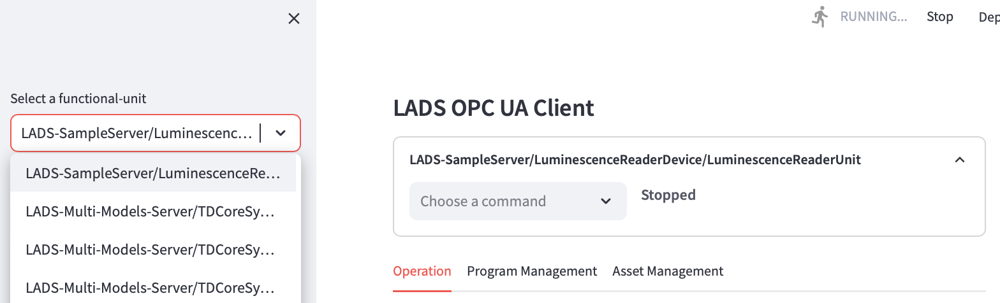 RUNNING...
Stop
Dep
Select a functional-unit
LADS-SampleServer/Luminescenc...
LADS-SampleServer/LuminescenceRe...
LADS-Multi-Models-Server/TDCoreSy...
LADS-Multi-Models-Server/TDCoreSy...
LADS-Multi-Models-Server/TDCoreSy...
LADS OPC UA Client
LADS-SampleServer/LuminescenceReaderDevice/LuminescenceReaderUnit
Choose a command
Stopped
Operation Program Management Asset Management